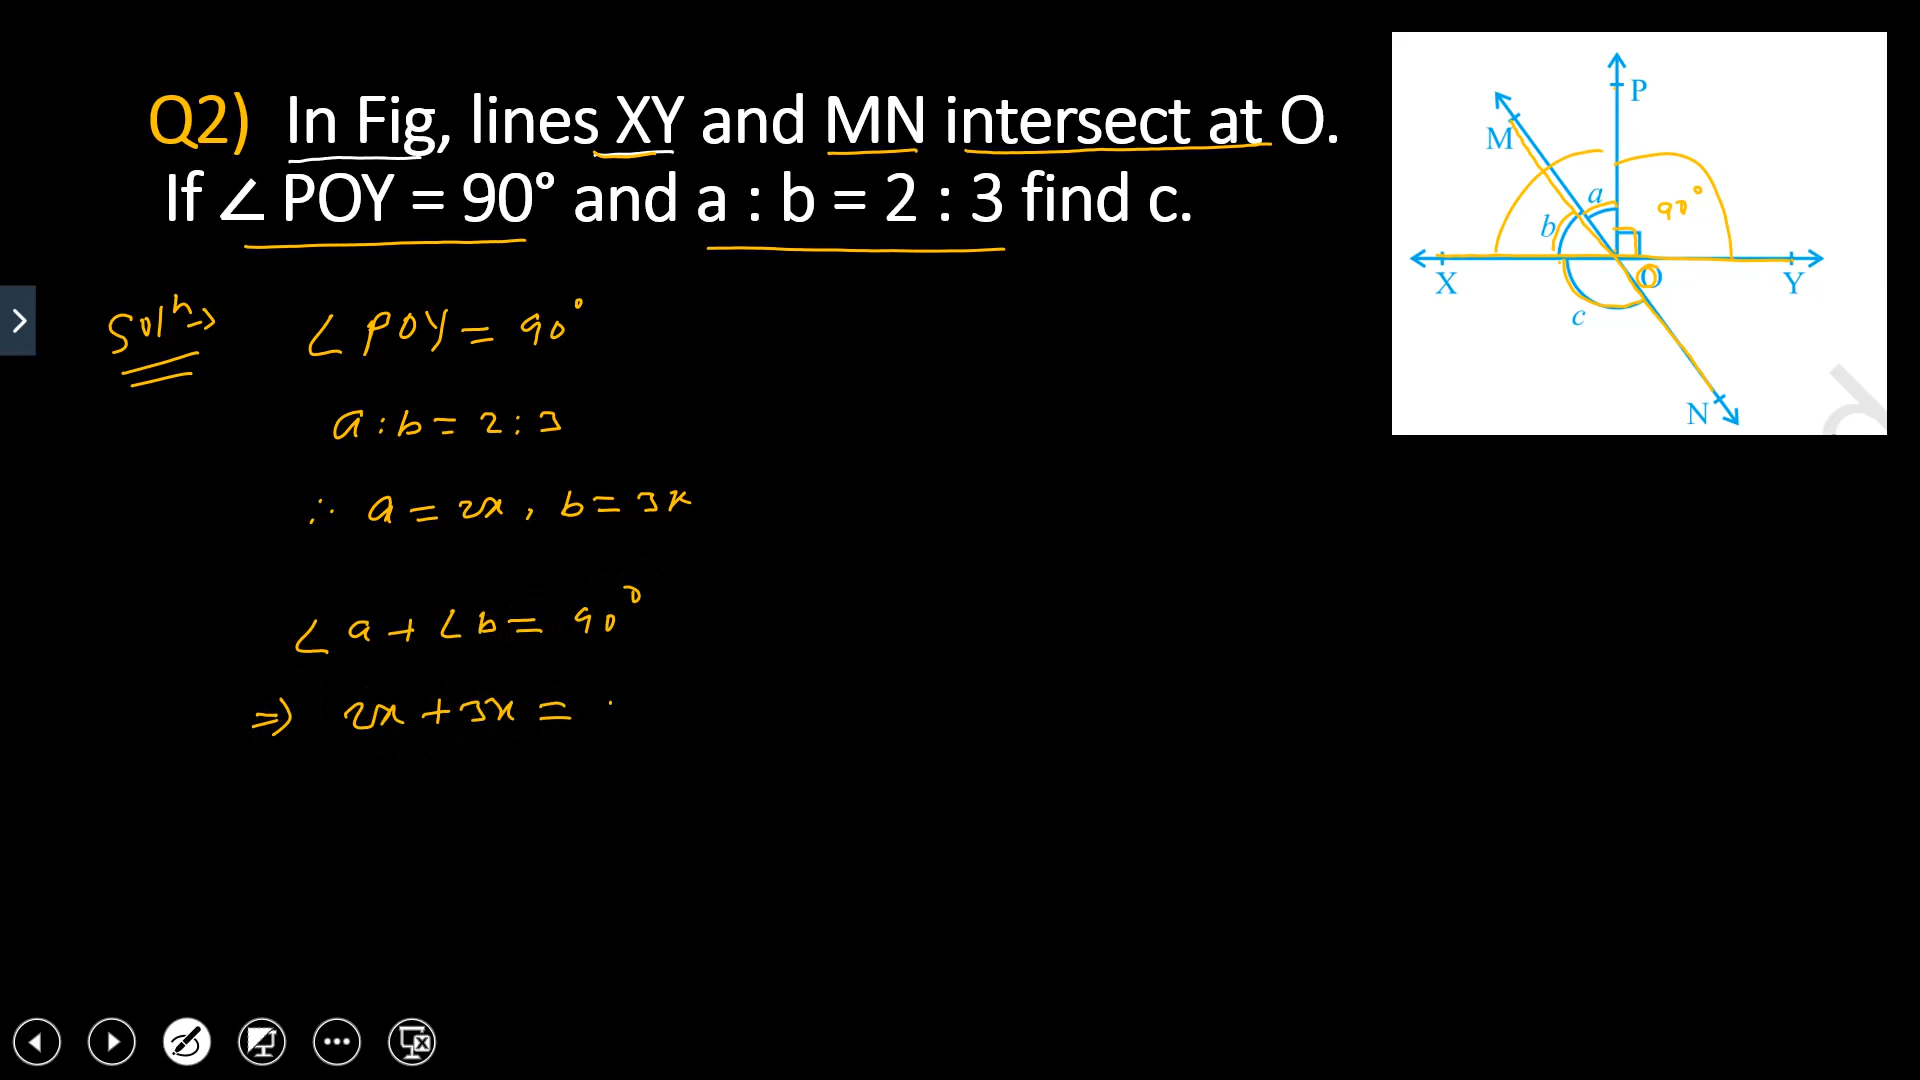 Q2) In Fig, lines XY and MN intersect at O.
If ∠ POY = 90° and a : b = 2 : 3 find c.
Solⁿ→
∠ POY = 90°
a : b = 2 : 3
∴ a = 2x , b = 3x
∠ a + ∠ b = 90°
⇒ 2x + 3x =
P
M
a
90°
b
X
O
Y
c
N
d